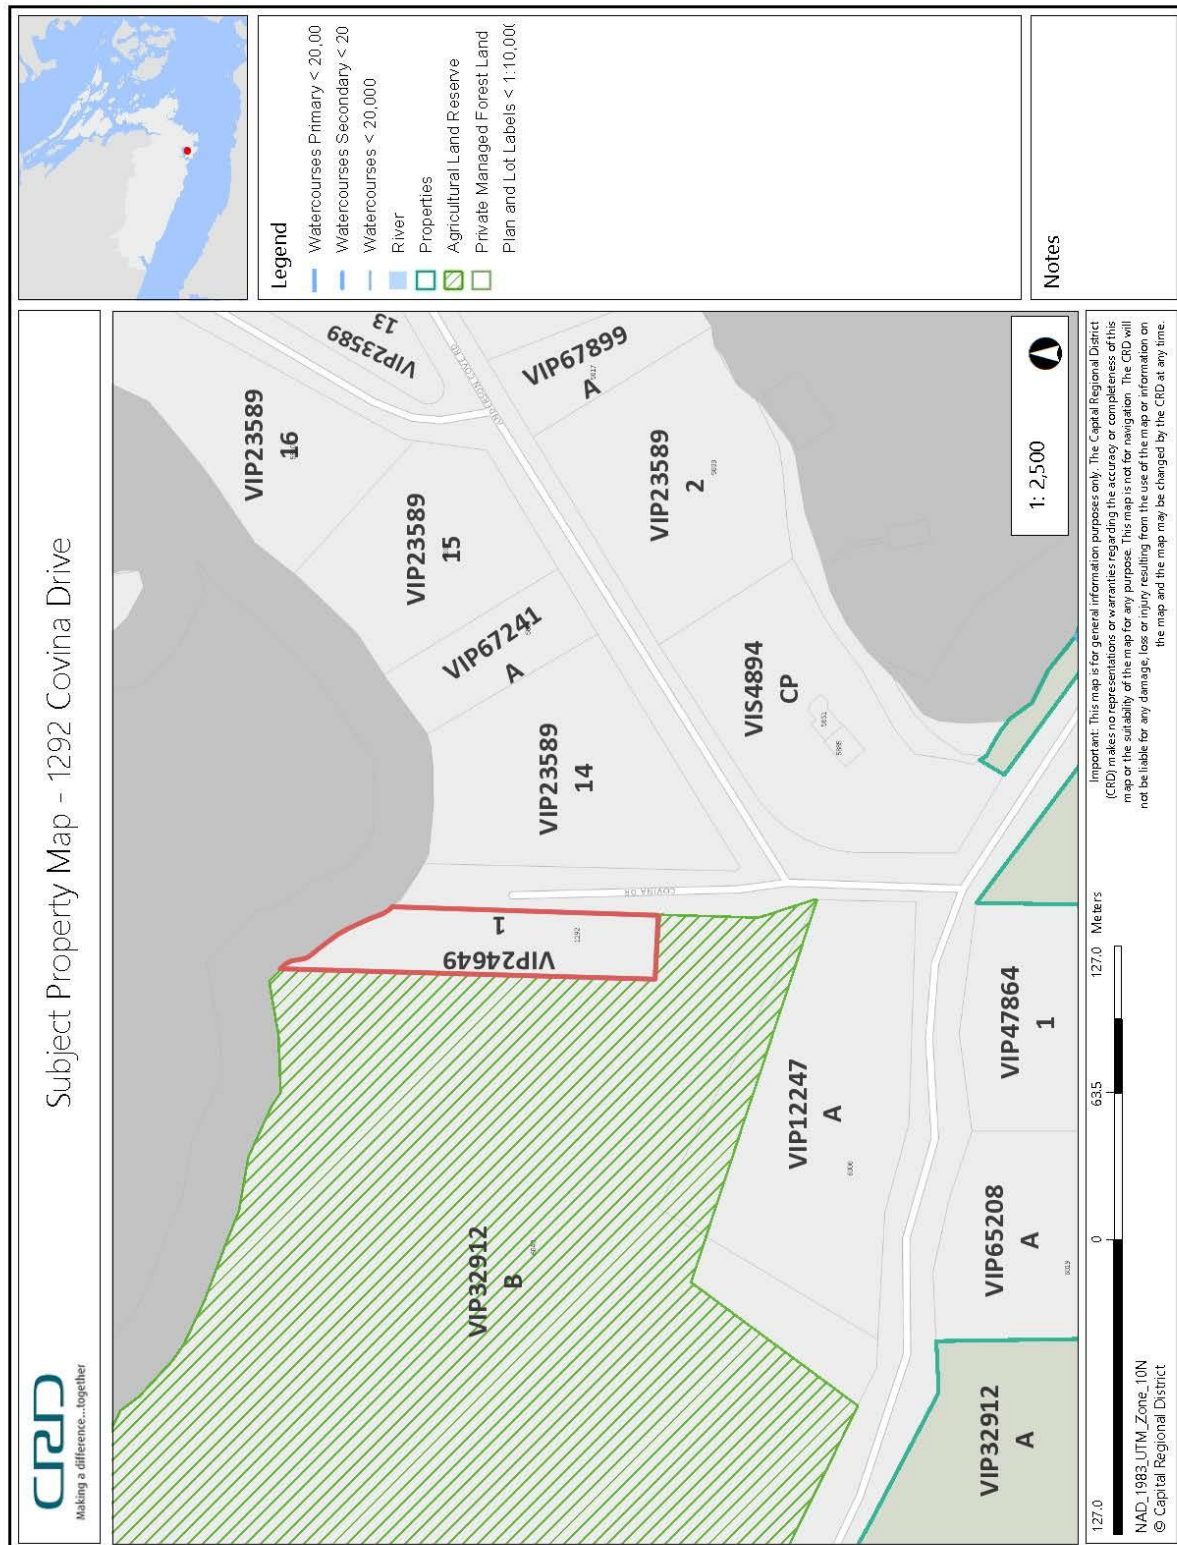 CRD
Making a difference...together
Subject Property Map - 1292 Covina Drive
VIP23589
16
VIP23589
13
VIP23589
15
ANDERSON COVE RD
VIP67899
A
5817
VIP67241
A
VIP23589
2
VIP23589
14
VIS4894
CP
5995
COVINA DR
VIP24649
1
1292
VIP32912
B
VIP12247
A
6006
VIP47864
1
VIP65208
A
VIP32912
A
1: 2,500
127.0
0
63.5
127.0 Meters
NAD_1983_UTM_Zone_10N
© Capital Regional District
Important: This map is for general information purposes only. The Capital Regional District
(CRD) makes no representations or warranties regarding the accuracy or completeness of this
map or the suitability of the map for any purpose. This map is not for navigation. The CRD will
not be liable for any damage, loss or injury resulting from the use of the map or information on
the map and the map may be changed by the CRD at any time.
Legend
Watercourses Primary < 20,00
Watercourses Secondary < 20
Watercourses < 20,000
River
Properties
Agricultural Land Reserve
Private Managed Forest Land
Plan and Lot Labels < 1:10,000
Notes